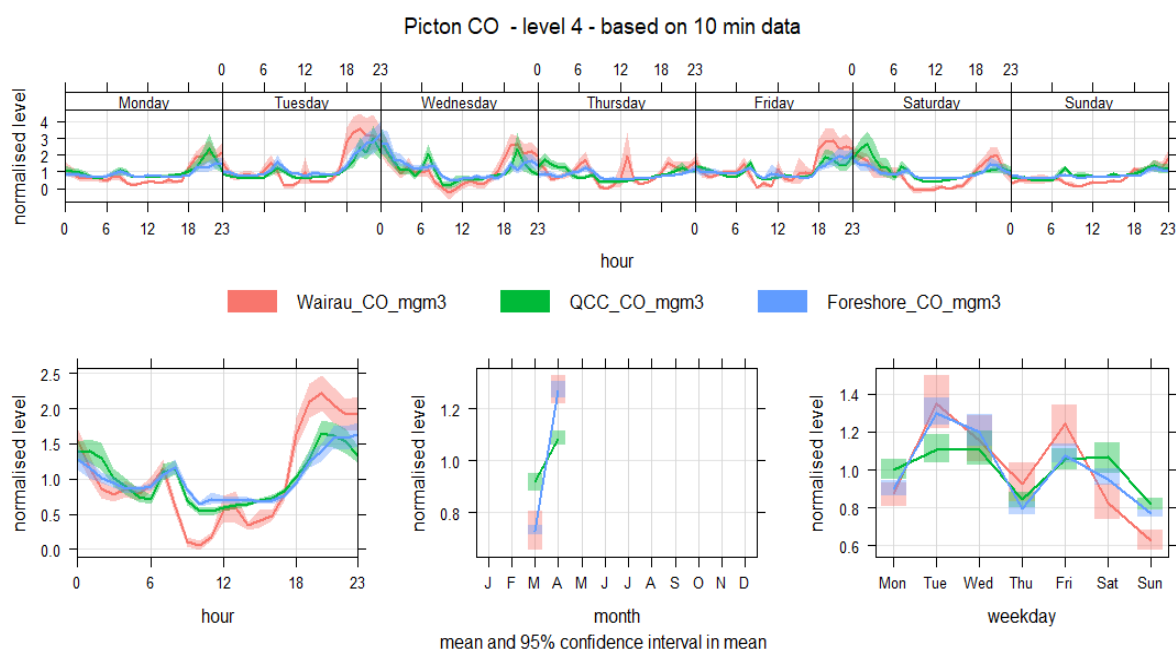 Picton CO - level 4 - based on 10 min data
0 6 12 18 23 0 6 12 18 23 0 6 12 18 23
Monday Tuesday Wednesday Thursday Friday Saturday Sunday
normalised level
4
3
2
1
0
0 6 12 18 23 0 6 12 18 23 0 6 12 18 23 0 6 12 18 23
hour
Wairau_CO_mgm3 QCC_CO_mgm3 Foreshore_CO_mgm3
normalised level
2.5
2.0
1.5
1.0
0.5
0.0
0 6 12 18 23
hour
normalised level
1.2
1.0
0.8
J F M A M J J A S O N D
month
normalised level
1.4
1.2
1.0
0.8
0.6
Mon Tue Wed Thu Fri Sat Sun
weekday
mean and 95% confidence interval in mean